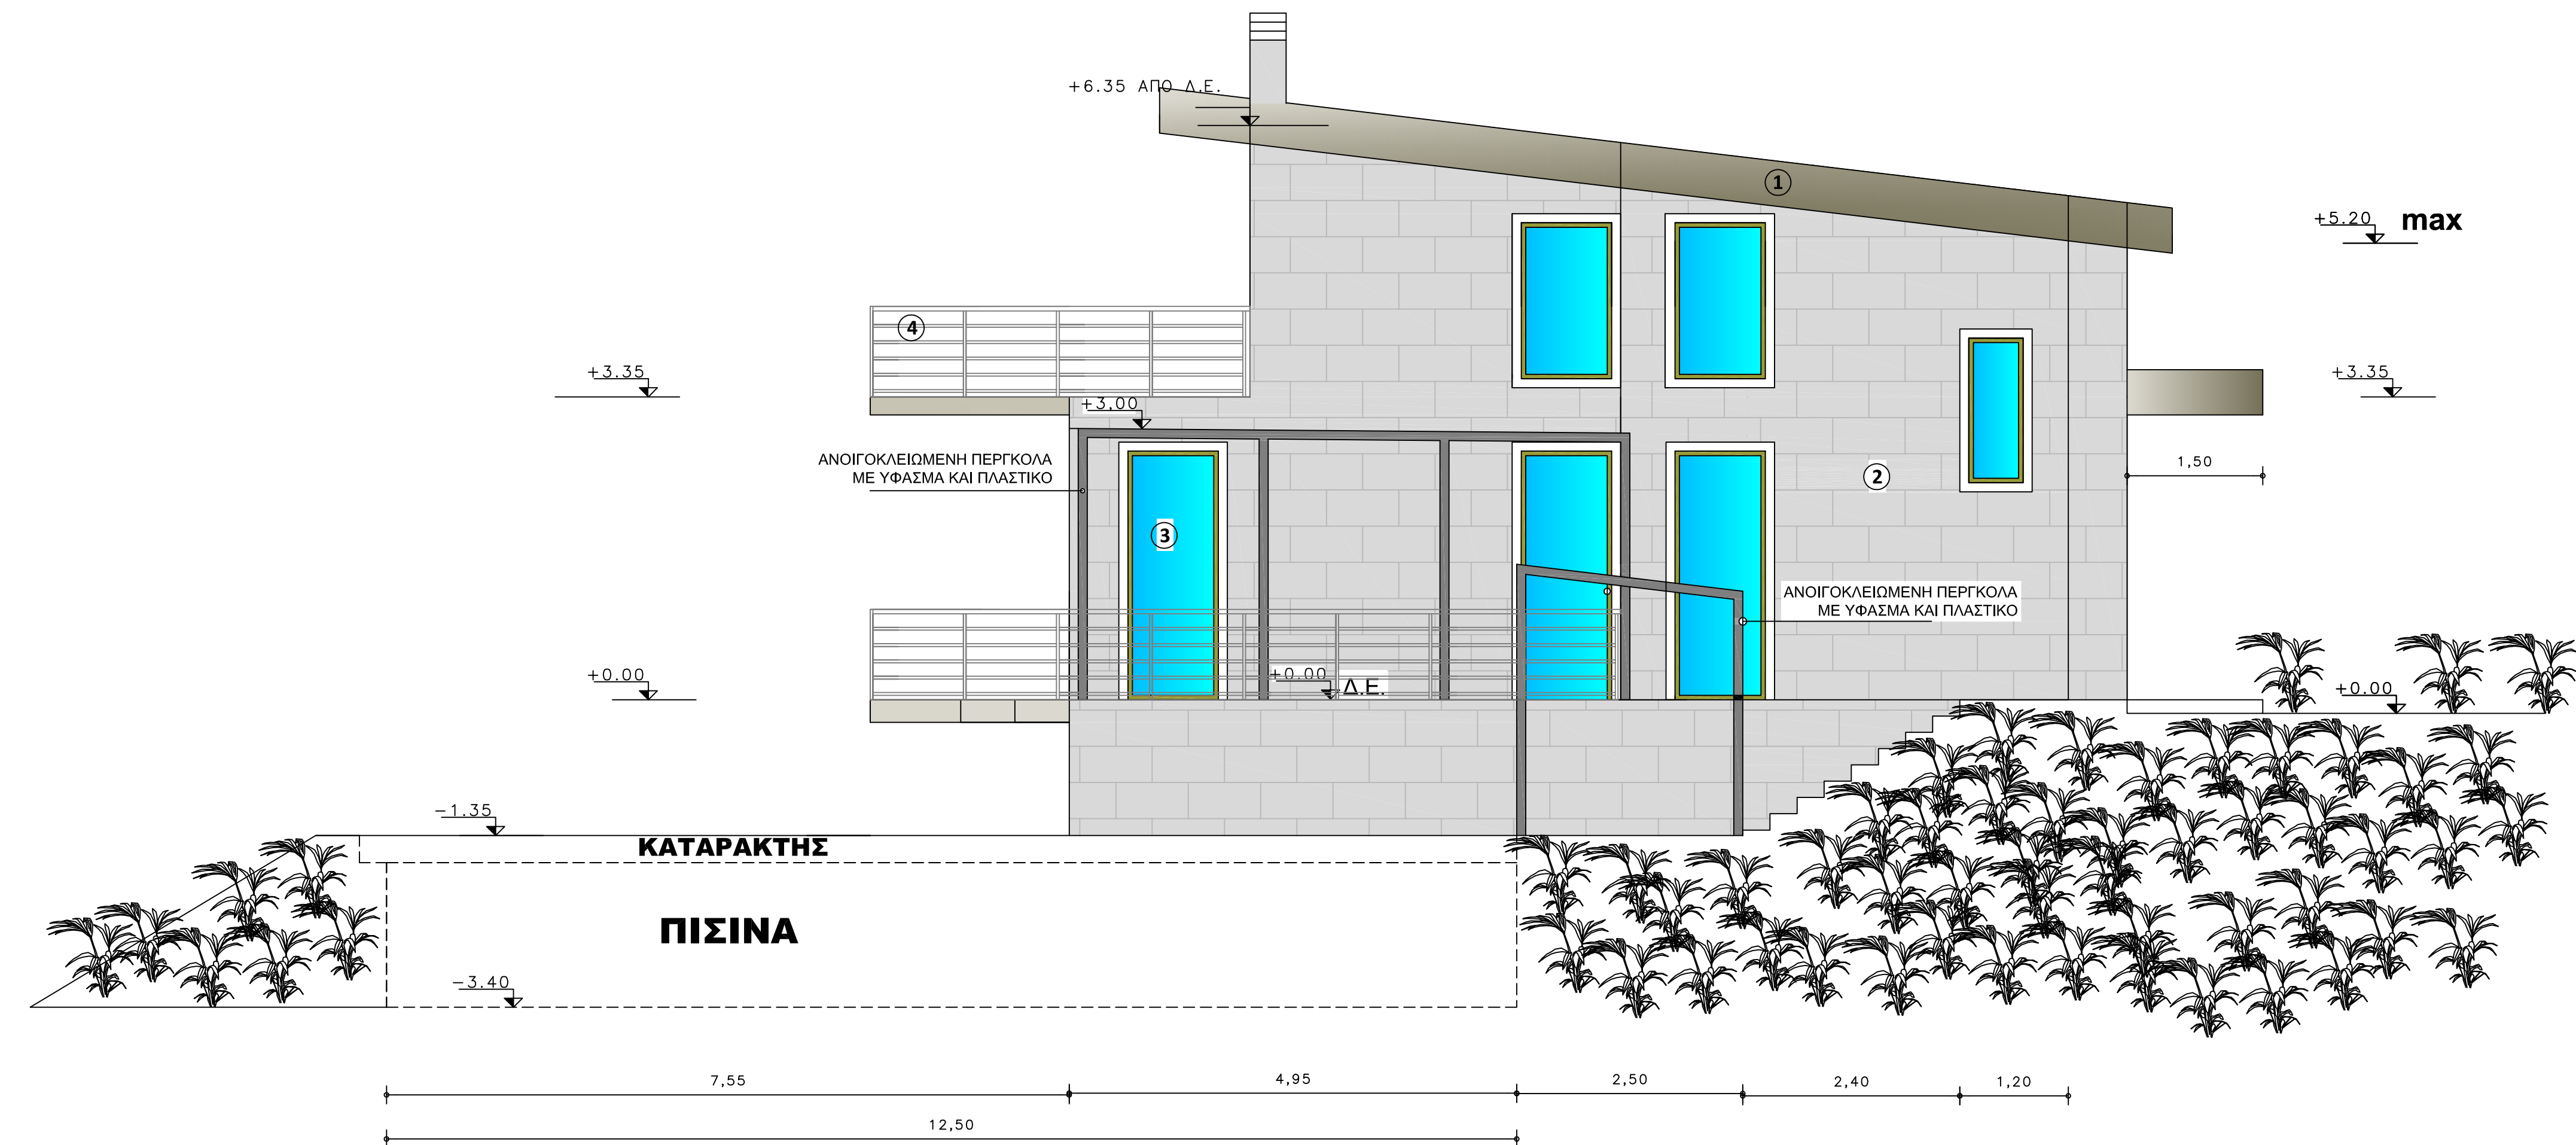 +6.35 ΑΠΟ Δ.Ε.
1
+5.20 max
4
+3.35
+3.35
+3,00
ΑΝΟΙΓΟΚΛΕΙΩΜΕΝΗ ΠΕΡΓΚΟΛΑ
ΜΕ ΥΦΑΣΜΑ ΚΑΙ ΠΛΑΣΤΙΚΟ
2
1,50
3
ΑΝΟΙΓΟΚΛΕΙΩΜΕΝΗ ΠΕΡΓΚΟΛΑ
ΜΕ ΥΦΑΣΜΑ ΚΑΙ ΠΛΑΣΤΙΚΟ
+0.00
+0.00 Δ.Ε.
+0.00
-1.35
ΚΑΤΑΡΑΚΤΗΣ
ΠΙΣΙΝΑ
-3.40
7,55
4,95
2,50
2,40
1,20
12,50